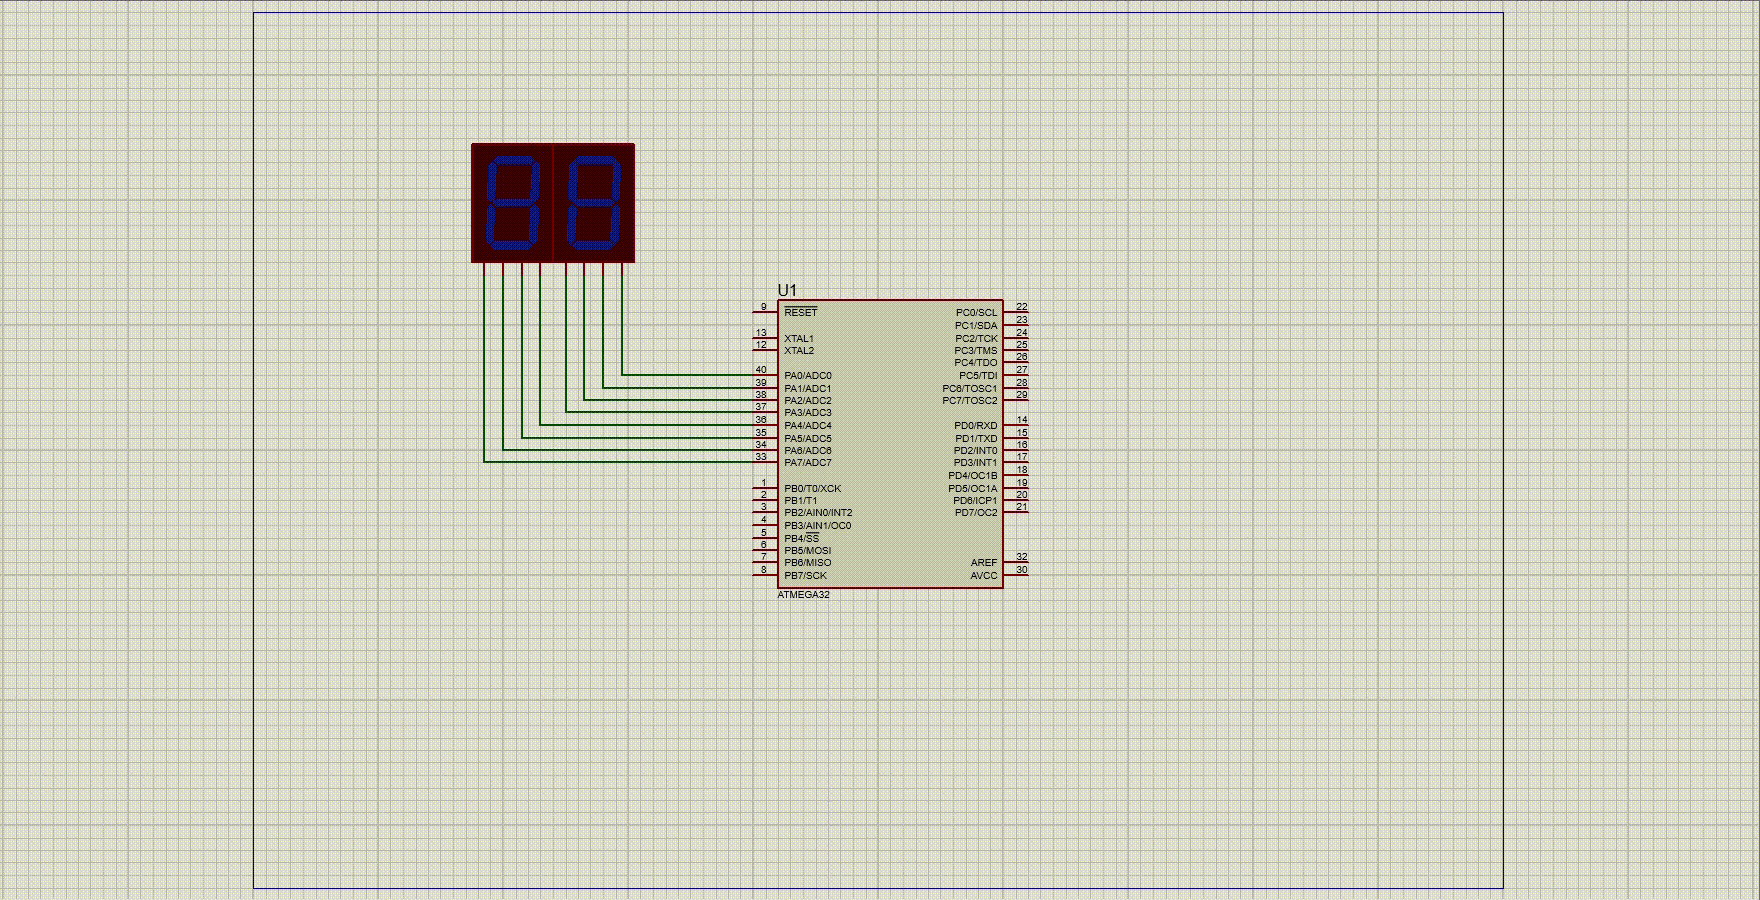 U1
9 RESET PC0/SCL 22
PC1/SDA 23
13 XTAL1 PC2/TCK 24
12 XTAL2 PC3/TMS 25
PC4/TDO 26
40 PA0/ADC0 PC5/TDI 27
39 PA1/ADC1 PC6/TOSC1 28
38 PA2/ADC2 PC7/TOSC2 29
37 PA3/ADC3
36 PA4/ADC4 PD0/RXD 14
35 PA5/ADC5 PD1/TXD 15
34 PA6/ADC6 PD2/INT0 16
33 PA7/ADC7 PD3/INT1 17
PD4/OC1B 18
1 PB0/T0/XCK PD5/OC1A 19
2 PB1/T1 PD6/ICP1 20
3 PB2/AIN0/INT2 PD7/OC2 21
4 PB3/AIN1/OC0
5 PB4/SS
6 PB5/MOSI
7 PB6/MISO AREF 32
8 PB7/SCK AVCC 30
ATMEGA32